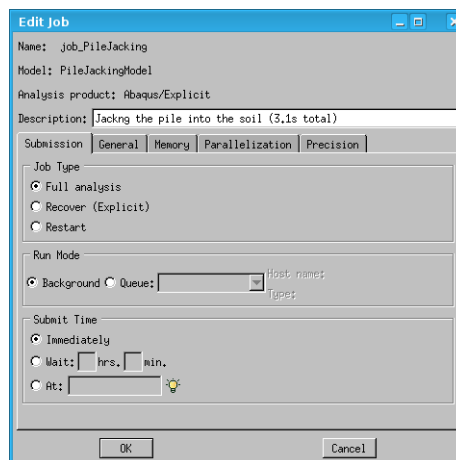 Edit Job
Name: job_PileJacking
Model: PileJackingModel
Analysis product: Abaqus/Explicit
Description: Jackng the pile into the soil (3.1s total)
Submission General Memory Parallelization Precision
Job Type
Full analysis
Recover (Explicit)
Restart
Run Mode
Background Queue: Host name:
Type:
Submit Time
Immediately
Wait: hrs. min.
At:
OK Cancel